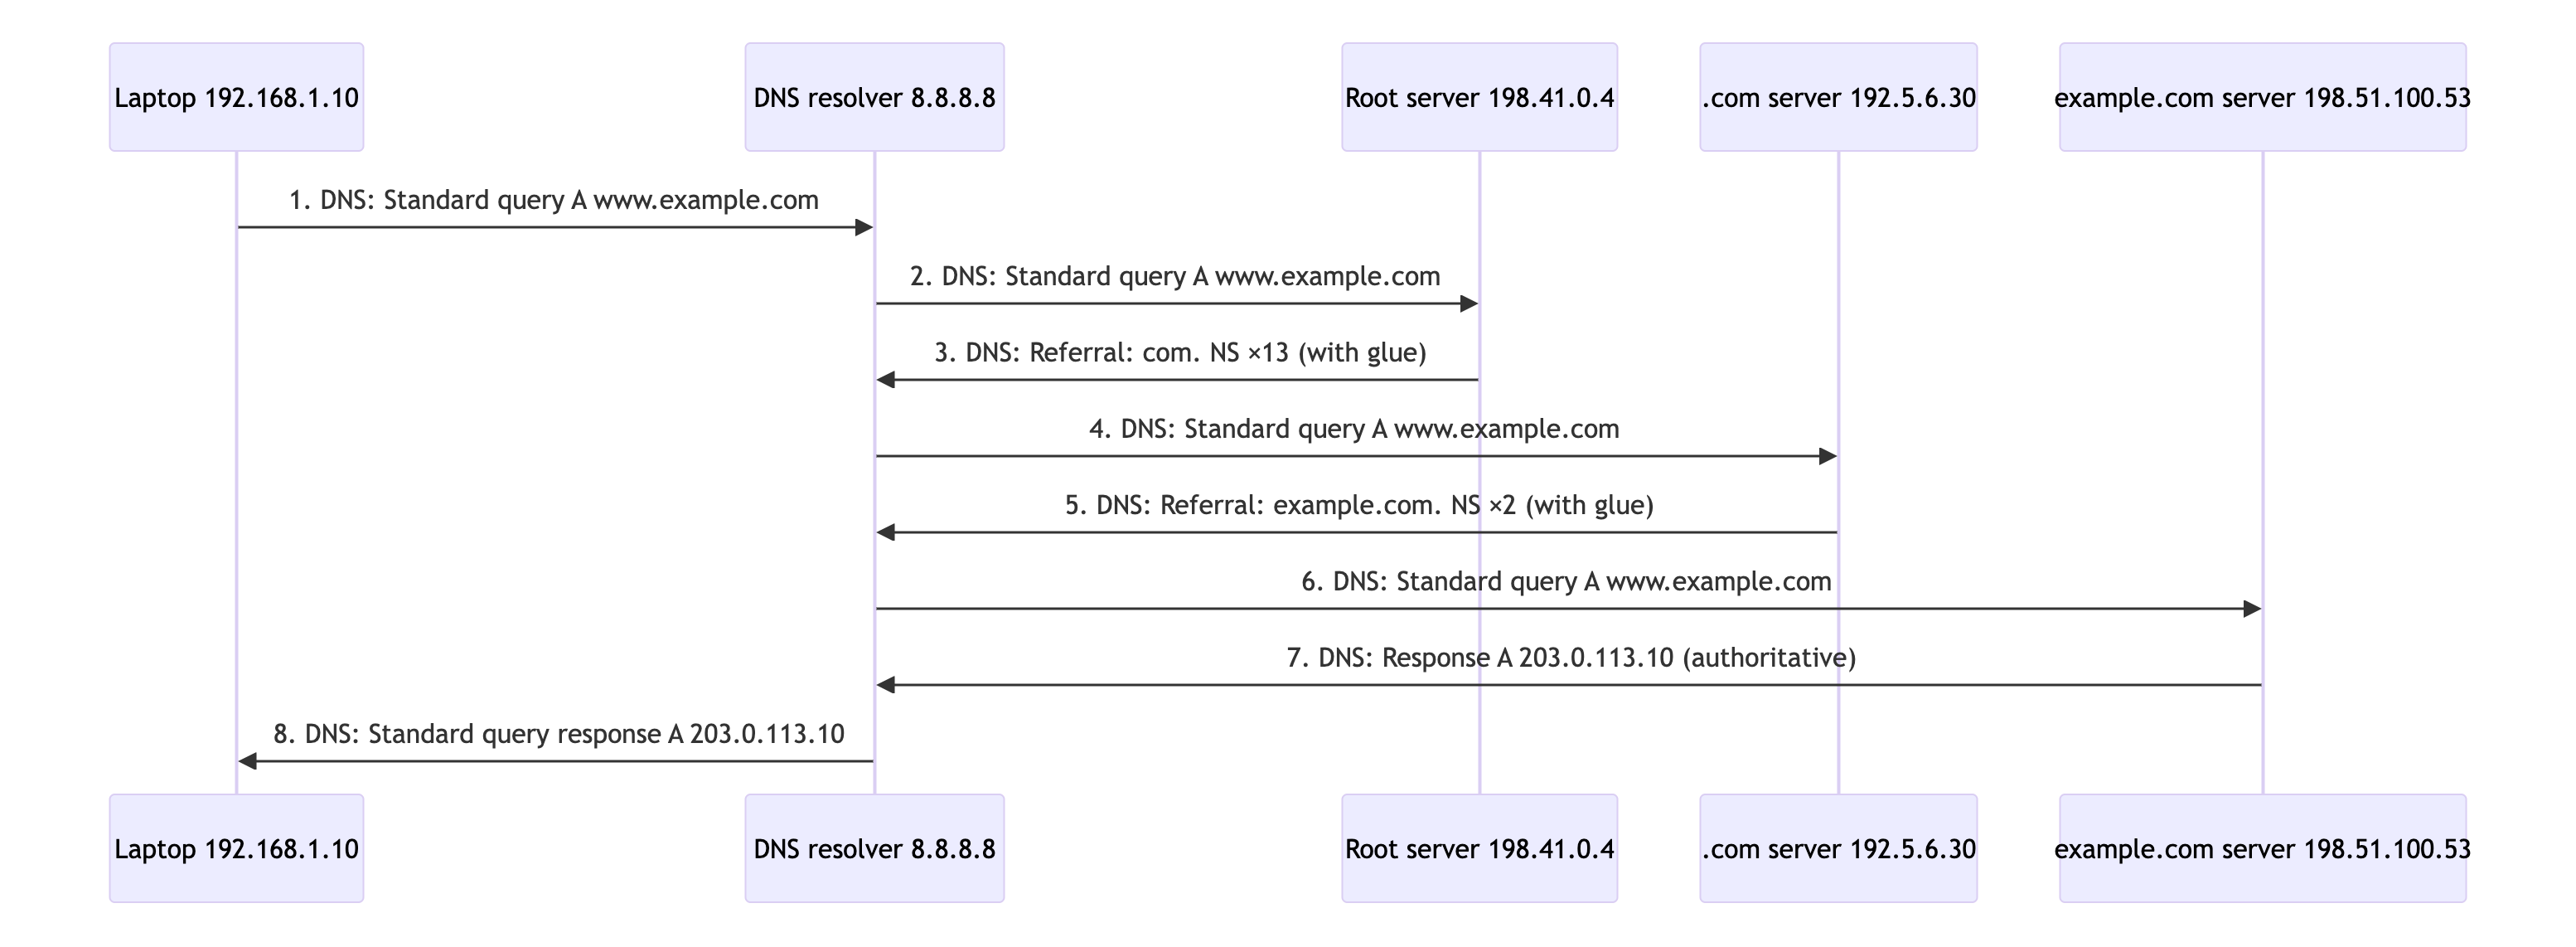 Laptop 192.168.1.10
DNS resolver 8.8.8.8
Root server 198.41.0.4
.com server 192.5.6.30
example.com server 198.51.100.53
1. DNS: Standard query A www.example.com
2. DNS: Standard query A www.example.com
3. DNS: Referral: com. NS ×13 (with glue)
4. DNS: Standard query A www.example.com
5. DNS: Referral: example.com. NS ×2 (with glue)
6. DNS: Standard query A www.example.com
7. DNS: Response A 203.0.113.10 (authoritative)
8. DNS: Standard query response A 203.0.113.10
Laptop 192.168.1.10
DNS resolver 8.8.8.8
Root server 198.41.0.4
.com server 192.5.6.30
example.com server 198.51.100.53